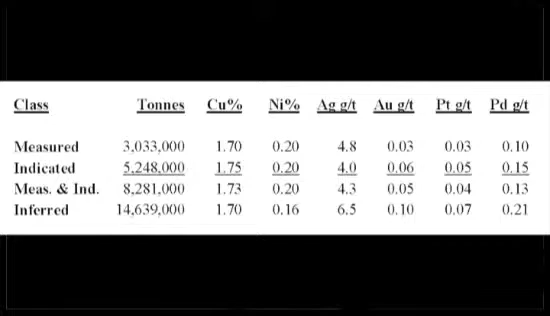 Class Tonnes Cu% Ni% Ag g/t Au g/t Pt g/t Pd g/t
Measured 3,033,000 1.70 0.20 4.8 0.03 0.03 0.10
Indicated 5,248,000 1.75 0.20 4.0 0.06 0.05 0.15
Meas. & Ind. 8,281,000 1.73 0.20 4.3 0.05 0.04 0.13
Inferred 14,639,000 1.70 0.16 6.5 0.10 0.07 0.21